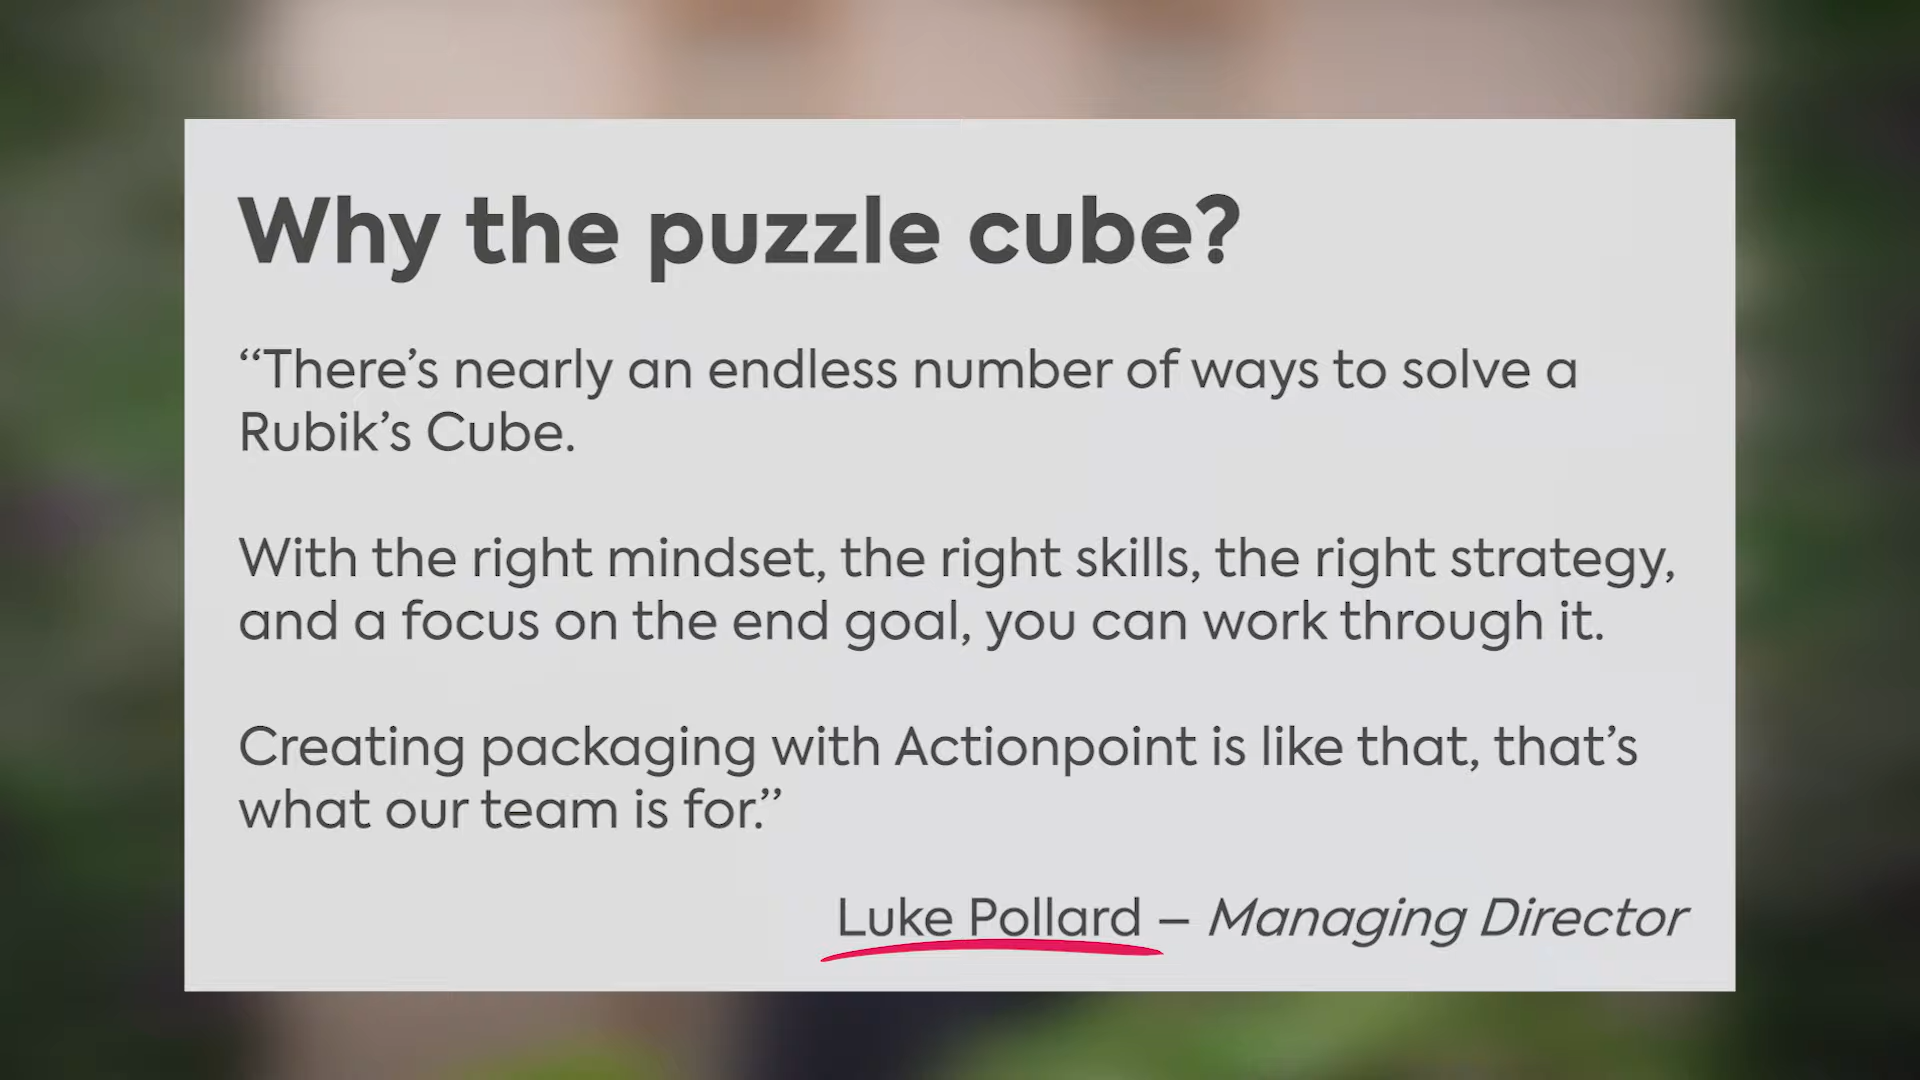 Why the puzzle cube?
“There’s nearly an endless number of ways to solve a
Rubik’s Cube.
With the right mindset, the right skills, the right strategy,
and a focus on the end goal, you can work through it.
Creating packaging with Actionpoint is like that, that’s
what our team is for.”
Luke Pollard – Managing Director